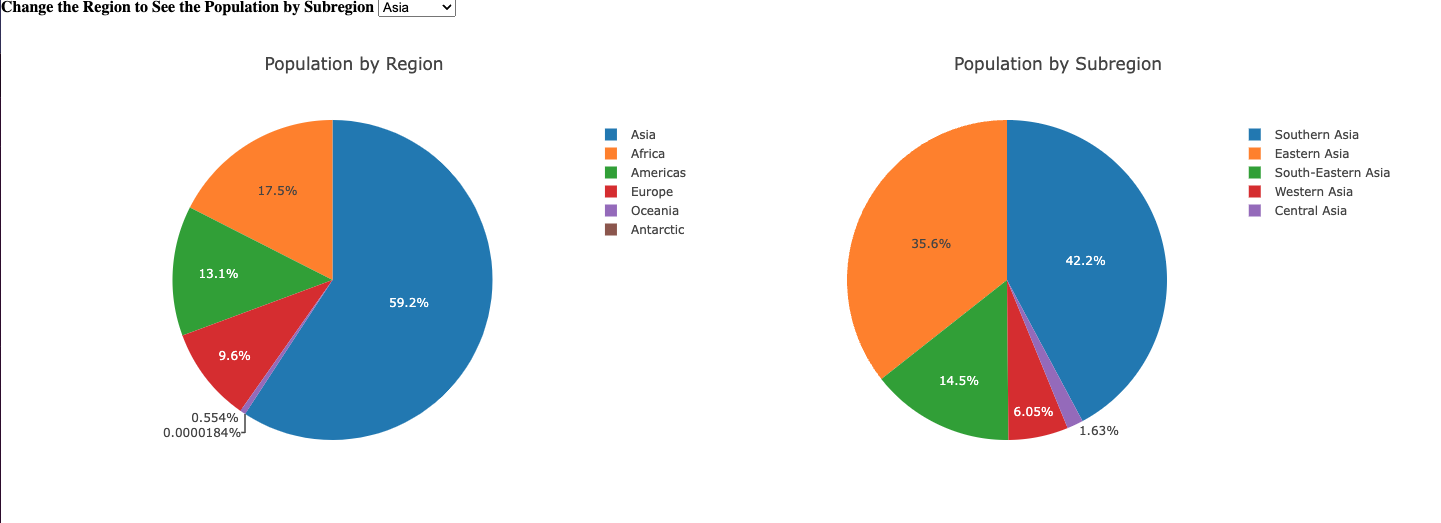 Change the Region to See the Population by Subregion Asia
Population by Region
17.5%
13.1%
59.2%
9.6%
0.554%
0.0000184%
Asia
Africa
Americas
Europe
Oceania
Antarctic
Population by Subregion
35.6%
42.2%
14.5%
6.05%
1.63%
Southern Asia
Eastern Asia
South-Eastern Asia
Western Asia
Central Asia